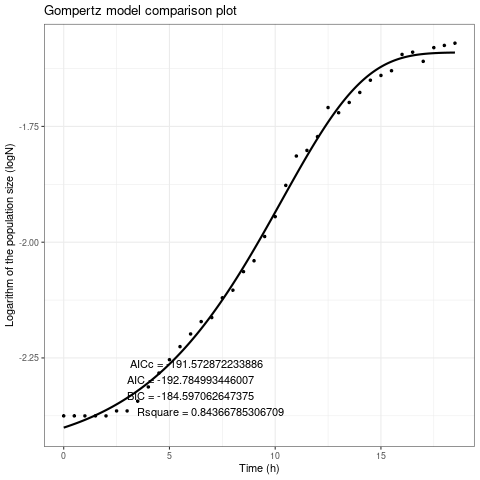 Gompertz model comparison plot
Logarithm of the population size (logN)
-1.75
-2.00
-2.25
AICc = -191.572872233886
AIC = -192.784993446007
BIC = -184.597062647375
Rsquare = 0.84366785306709
0 5 10 15
Time (h)